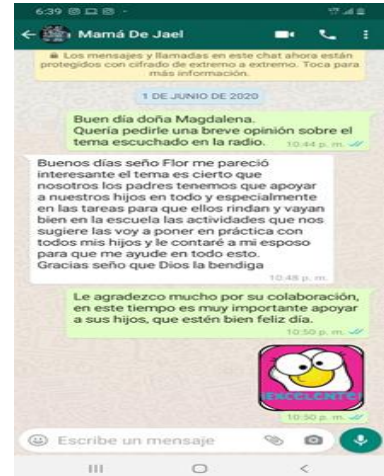 6:39
Mamá De Jael
Los mensajes y llamadas en este chat ahora están
protegidos con cifrado de extremo a extremo. Toca para
más información.
1 DE JUNIO DE 2020
Buen día doña Magdalena.
Quería pedirle una breve opinión sobre el
tema escuchado en la radio.
10:44 p. m.
Buenos días seño Flor me pareció
interesante el tema es cierto que
nosotros los padres tenemos que apoyar
a nuestros hijos en todo y especialmente
en las tareas para que ellos rindan y vayan
bien en la escuela las actividades que nos
sugiere las voy a poner en práctica con
todos mis hijos y le contaré a mi esposo
para que me ayude en todo esto.
Gracias seño que Dios la bendiga
10:48 p. m.
Le agradezco mucho por su colaboración,
en este tiempo es muy importante apoyar
a sus hijos, que estén bien feliz día.
10:50 p. m.
¡EXCELENTE!
10:50 p. m.
Escribe un mensaje